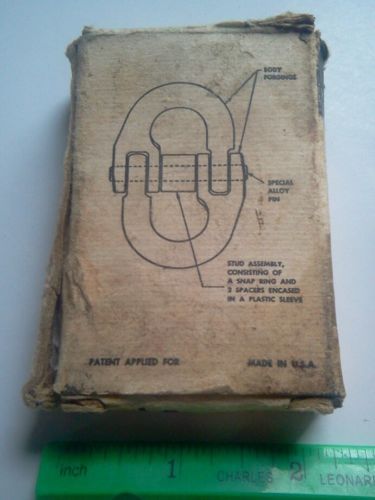 BODY
FORGINGS
SPECIAL
ALLOY
PIN
STUD ASSEMBLY,
CONSISTING OF
A SNAP RING AND
2 SPACERS ENCASED
IN A PLASTIC SLEEVE
PATENT APPLIED FOR MADE IN U.S.A.
inch 1 2
CHARLES LEONAR